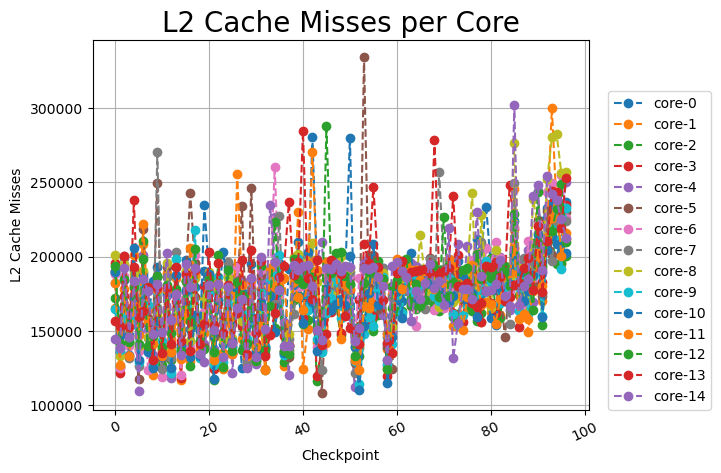 L2 Cache Misses per Core
300000
250000
200000
150000
100000
L2 Cache Misses
0
20
40
60
80
100
Checkpoint
core-0
core-1
core-2
core-3
core-4
core-5
core-6
core-7
core-8
core-9
core-10
core-11
core-12
core-13
core-14